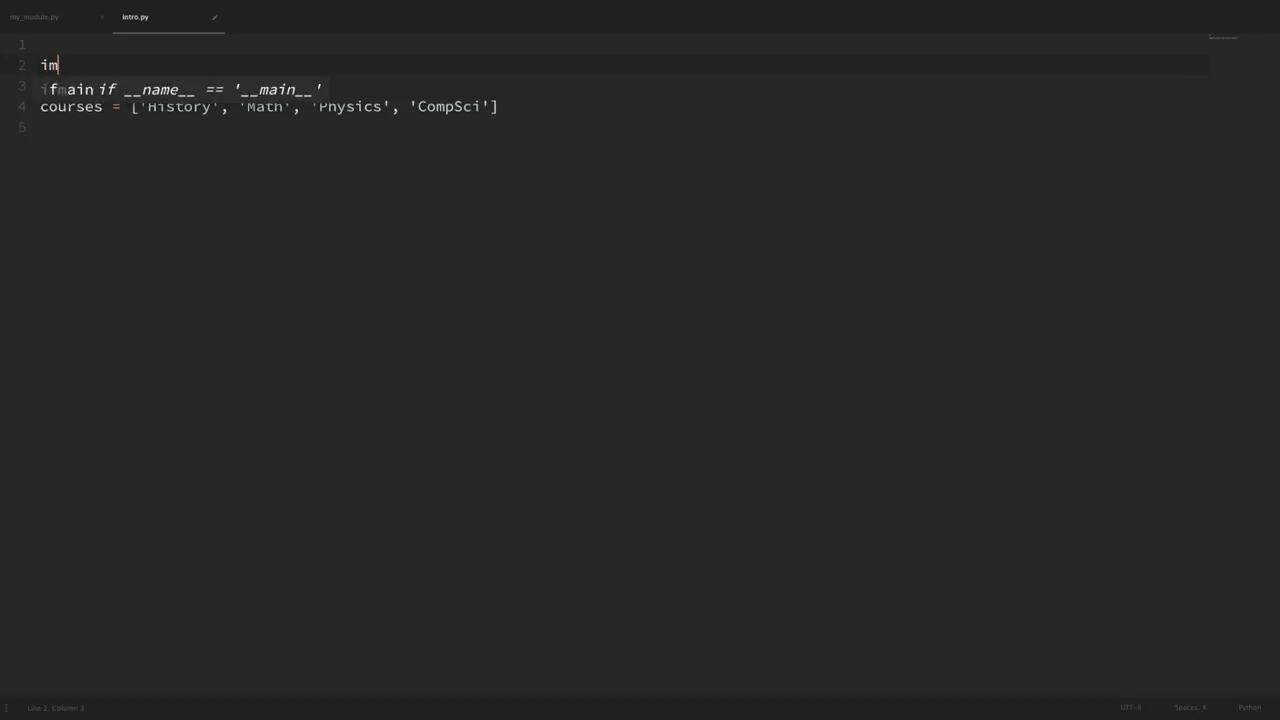 my_module.py × intro.py
1
2 im
3 ifmain if __name__ == '__main__'
4 courses = ['History', 'Math', 'Physics', 'CompSci']
5
Line 2, Column 3 UTF-8 Spaces: 4 Python